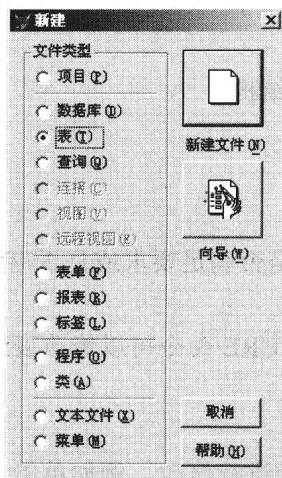 新建
文件类型
项目(P)
数据库(D)
表(T)
查询(Q)
连接(C)
视图(V)
远程视图(E)
表单(F)
报表(R)
标签(L)
程序(O)
类(A)
文本文件(X)
菜单(M)
新建文件(N)
向导(W)
取消
帮助(H)